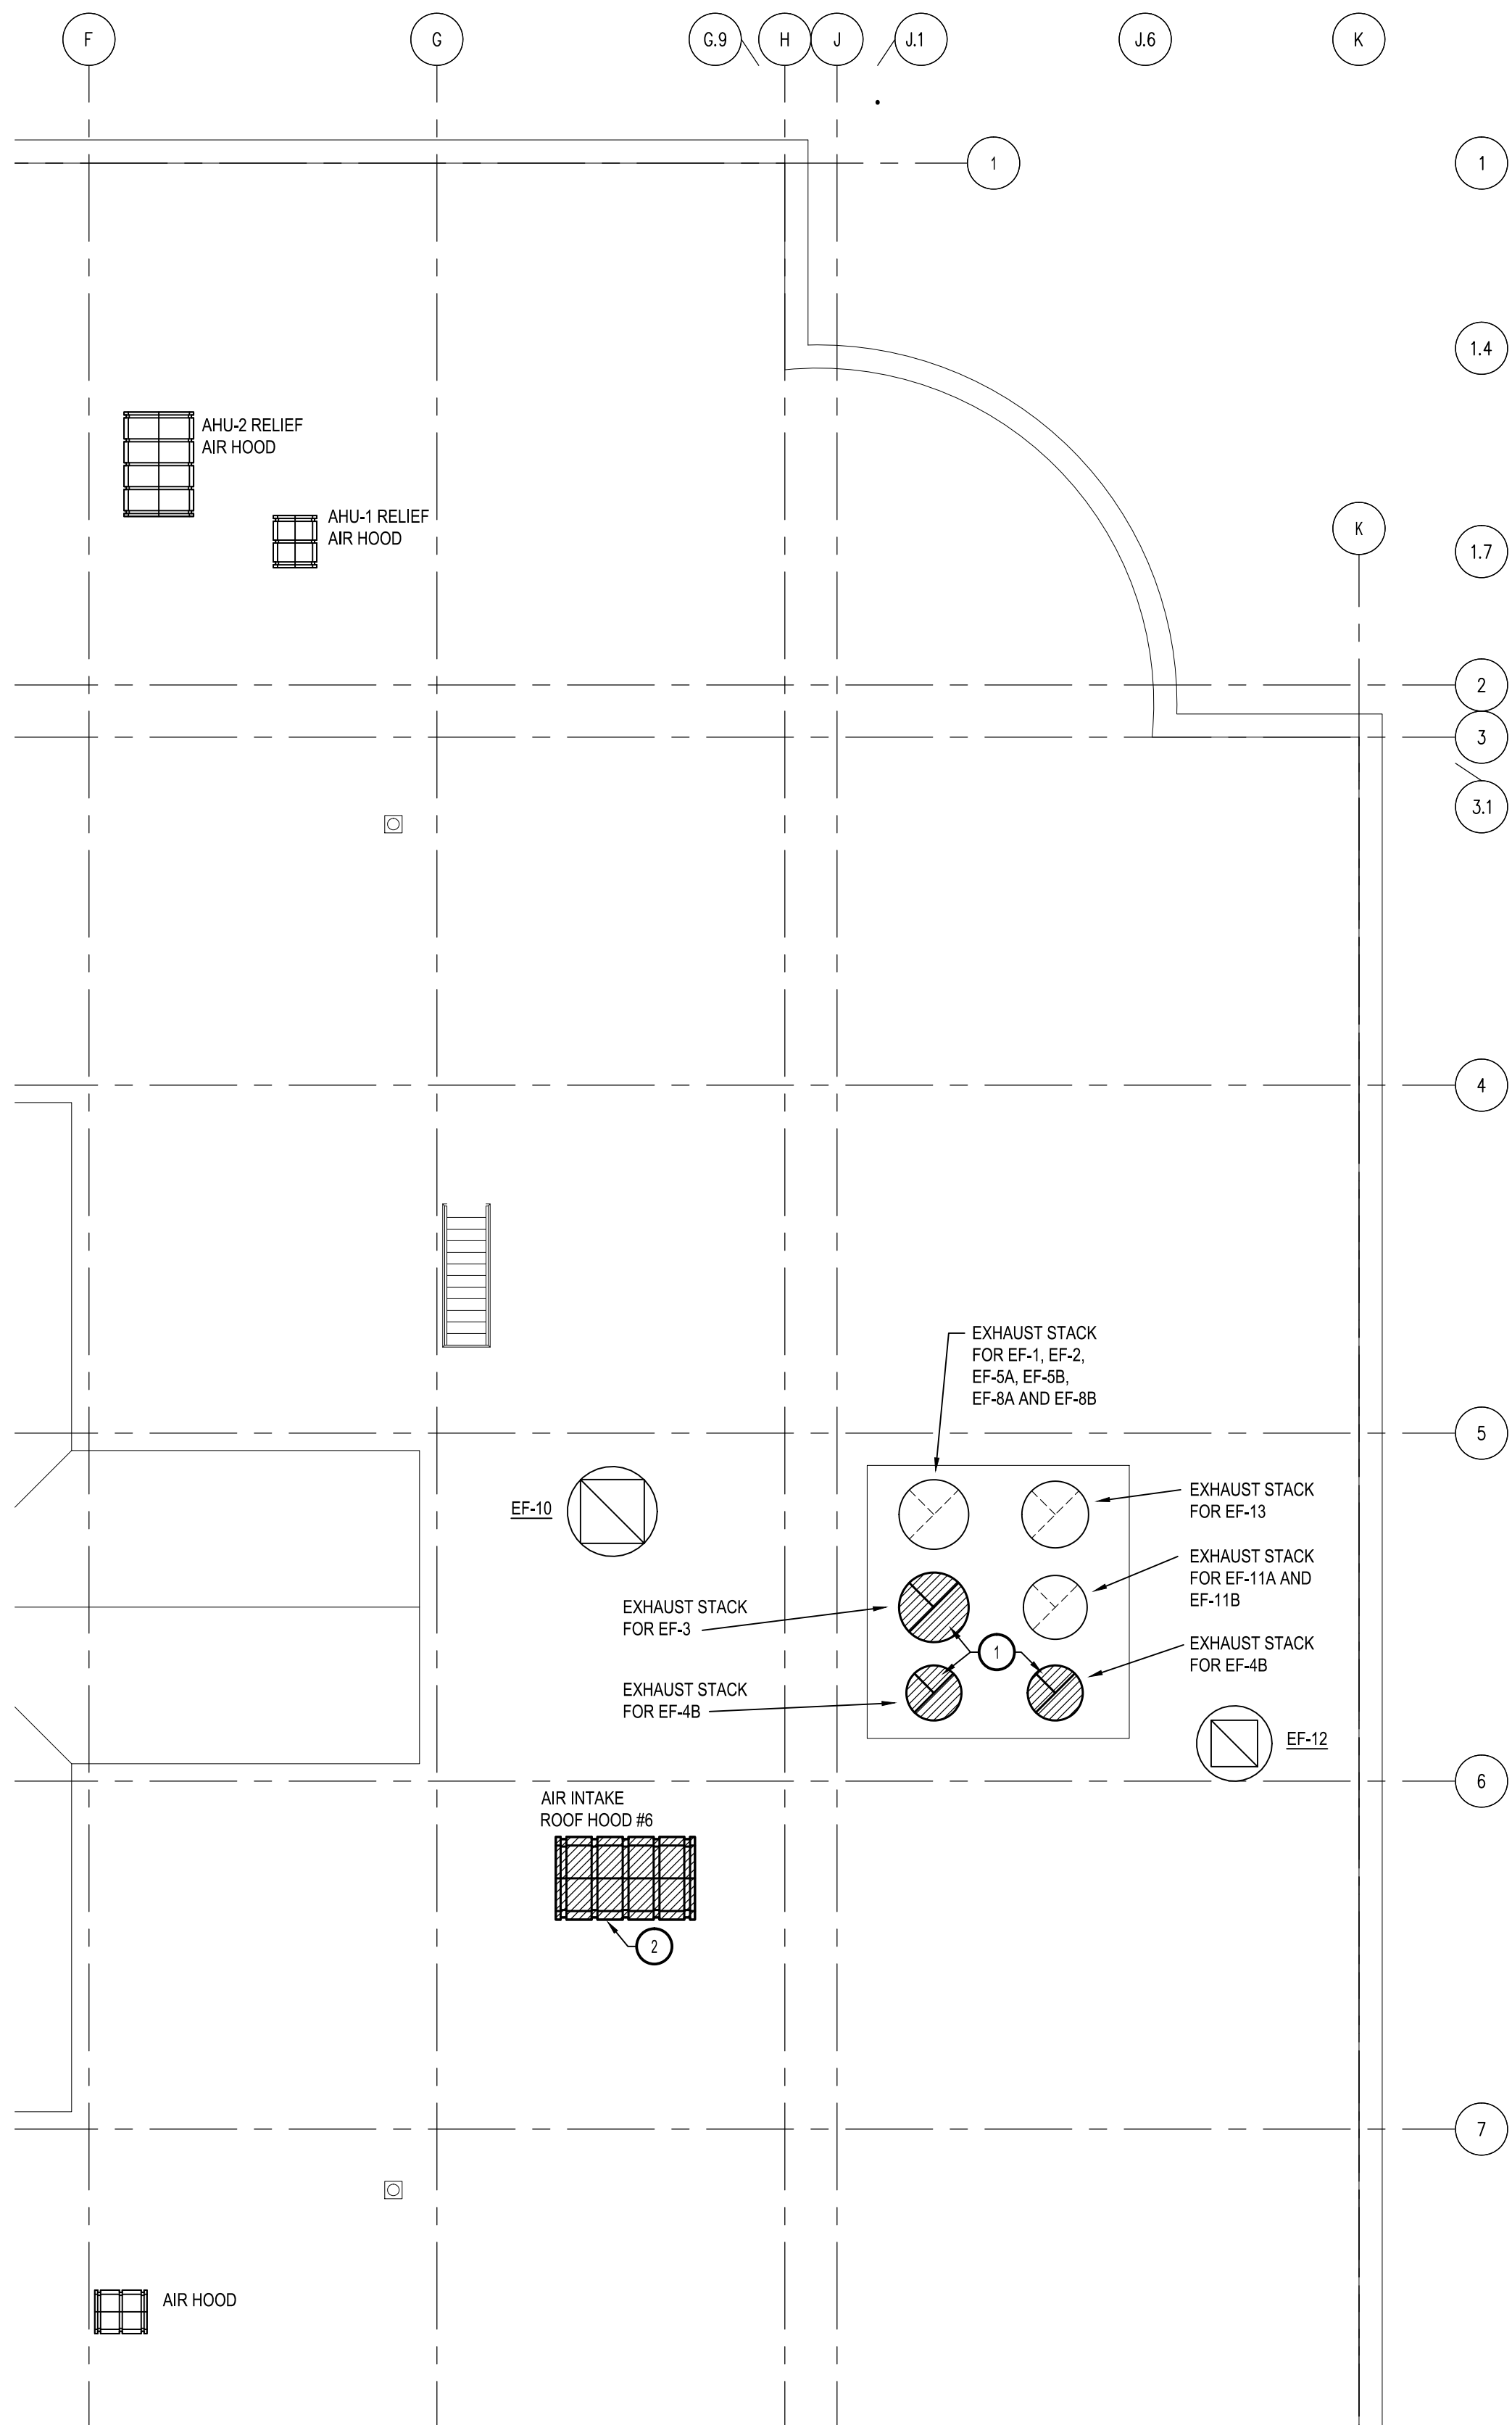 F
G
G.9
H
J
J.1
J.6
K
1
1
1.4
AHU-2 RELIEF
AIR HOOD
AHU-1 RELIEF
AIR HOOD
K
1.7
2
3
3.1
4
EXHAUST STACK
FOR EF-1, EF-2,
EF-5A, EF-5B,
EF-8A AND EF-8B
5
EF-10
EXHAUST STACK
FOR EF-13
EXHAUST STACK
FOR EF-11A AND
EF-11B
EXHAUST STACK
FOR EF-3
1
EXHAUST STACK
FOR EF-4B
EXHAUST STACK
FOR EF-4B
EF-12
6
AIR INTAKE
ROOF HOOD #6
2
7
AIR HOOD